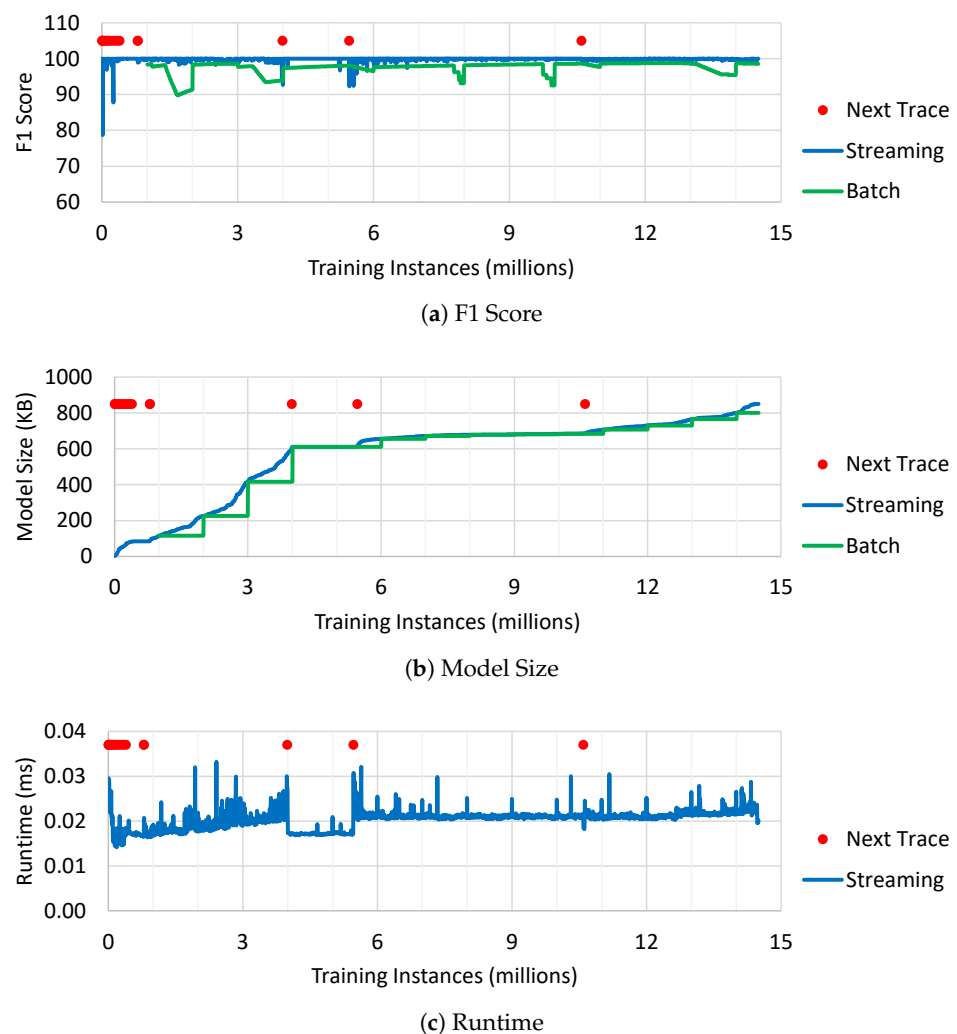 110
100
90
80
70
60
F1 Score
0 3 6 9 12 15
Training Instances (millions)
Next Trace
Streaming
Batch
(a) F1 Score
1000
800
600
400
200
0
Model Size (KB)
0 3 6 9 12 15
Training Instances (millions)
Next Trace
Streaming
Batch
(b) Model Size
0.04
0.03
0.02
0.01
0.00
Runtime (ms)
0 3 6 9 12 15
Training Instances (millions)
Next Trace
Streaming
(c) Runtime